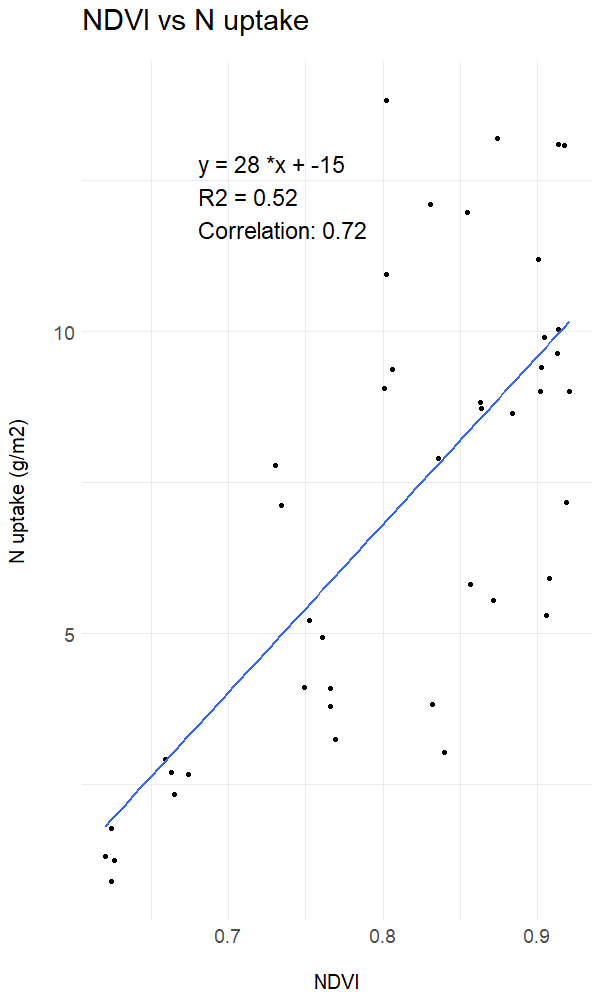 NDVI vs N uptake
y = 28 *x + -15
R2 = 0.52
Correlation: 0.72
10
5
N uptake (g/m2)
0.7 0.8 0.9
NDVI